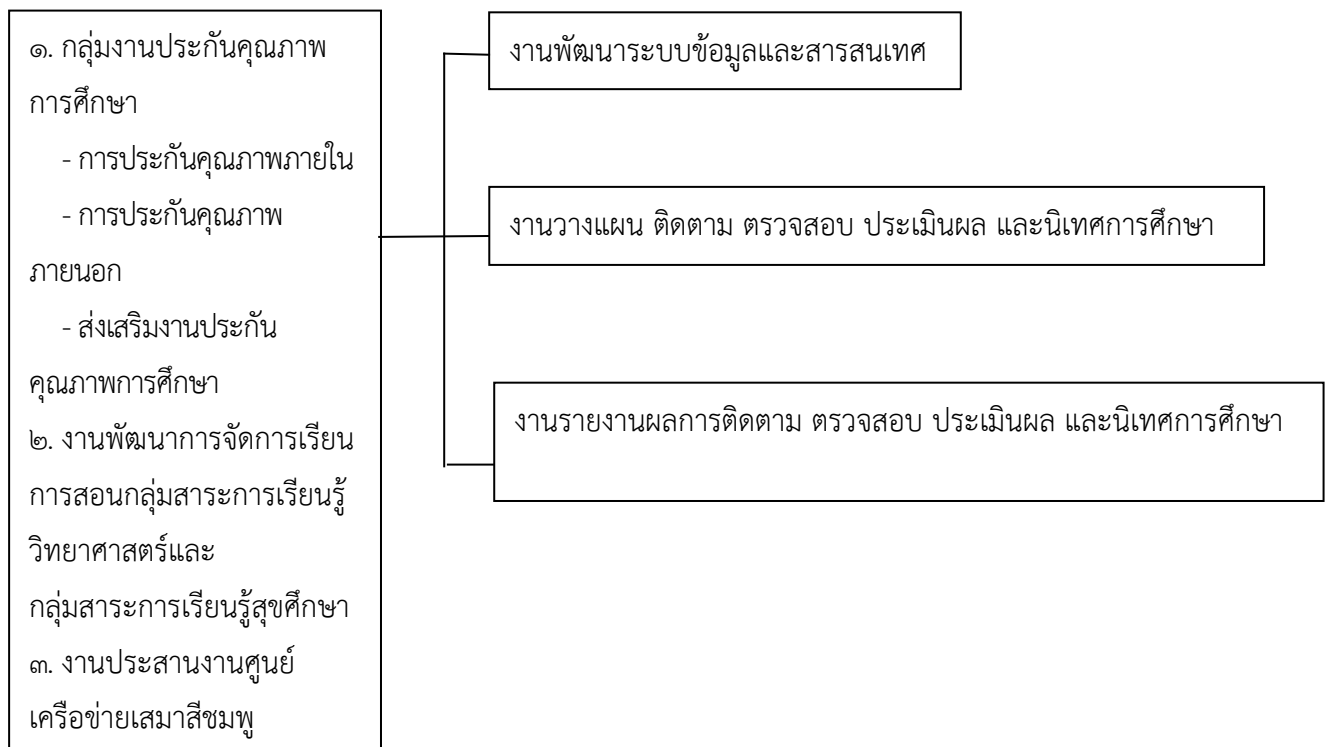 ๑. กลุ่มงานประกันคุณภาพ
การศึกษา
- การประกันคุณภาพภายใน
- การประกันคุณภาพ
ภายนอก
- ส่งเสริมงานประกัน
คุณภาพการศึกษา
๒. งานพัฒนาการจัดการเรียน
การสอนกลุ่มสาระการเรียนรู้
วิทยาศาสตร์และ
กลุ่มสาระการเรียนรู้สุขศึกษา
๓. งานประสานงานศูนย์
เครือข่ายเสมาสีชมพู
งานพัฒนาระบบข้อมูลและสารสนเทศ
งานวางแผน ติดตาม ตรวจสอบ ประเมินผล และนิเทศการศึกษา
งานรายงานผลการติดตาม ตรวจสอบ ประเมินผล และนิเทศการศึกษา